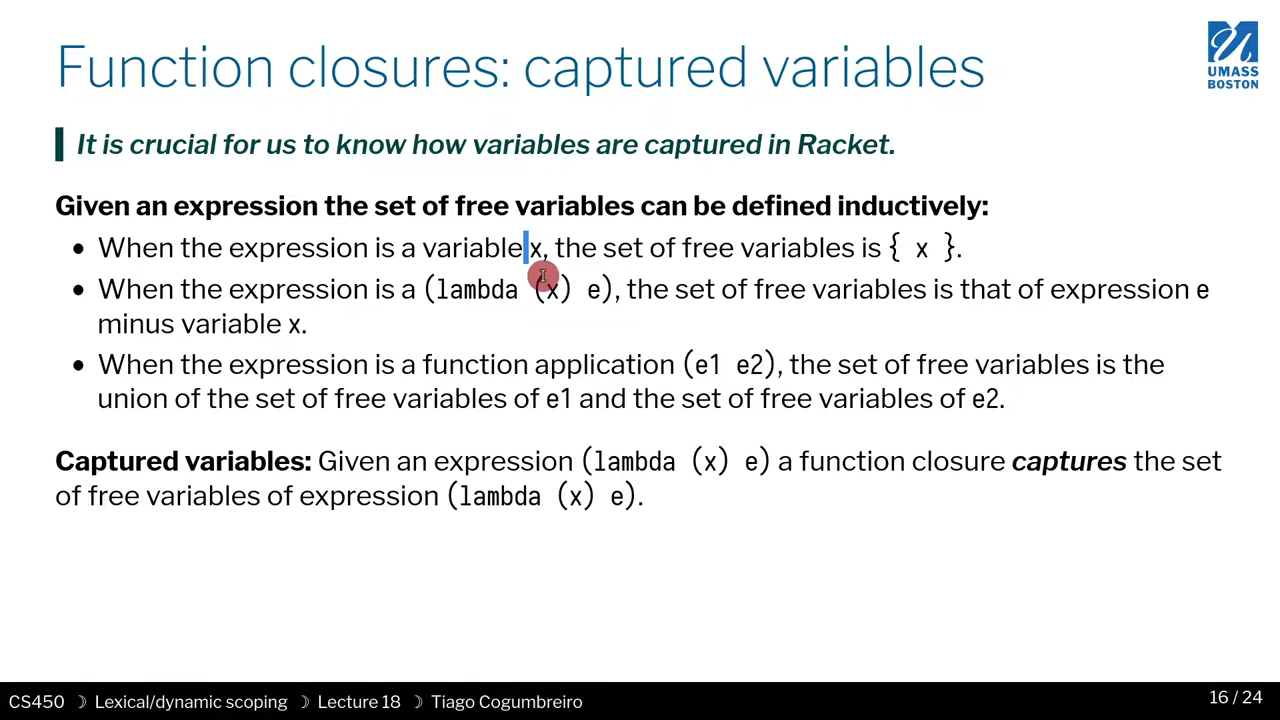 Function closures: captured variables
UMASS
BOSTON
It is crucial for us to know how variables are captured in Racket.
Given an expression the set of free variables can be defined inductively:
• When the expression is a variable x, the set of free variables is { x }.
• When the expression is a (lambda (x) e), the set of free variables is that of expression e
minus variable x.
• When the expression is a function application (e1 e2), the set of free variables is the
union of the set of free variables of e1 and the set of free variables of e2.
Captured variables: Given an expression (lambda (x) e) a function closure captures the set
of free variables of expression (lambda (x) e).
CS450 ☽ Lexical/dynamic scoping ☽ Lecture 18 ☽ Tiago Cogumbreiro
16 / 24